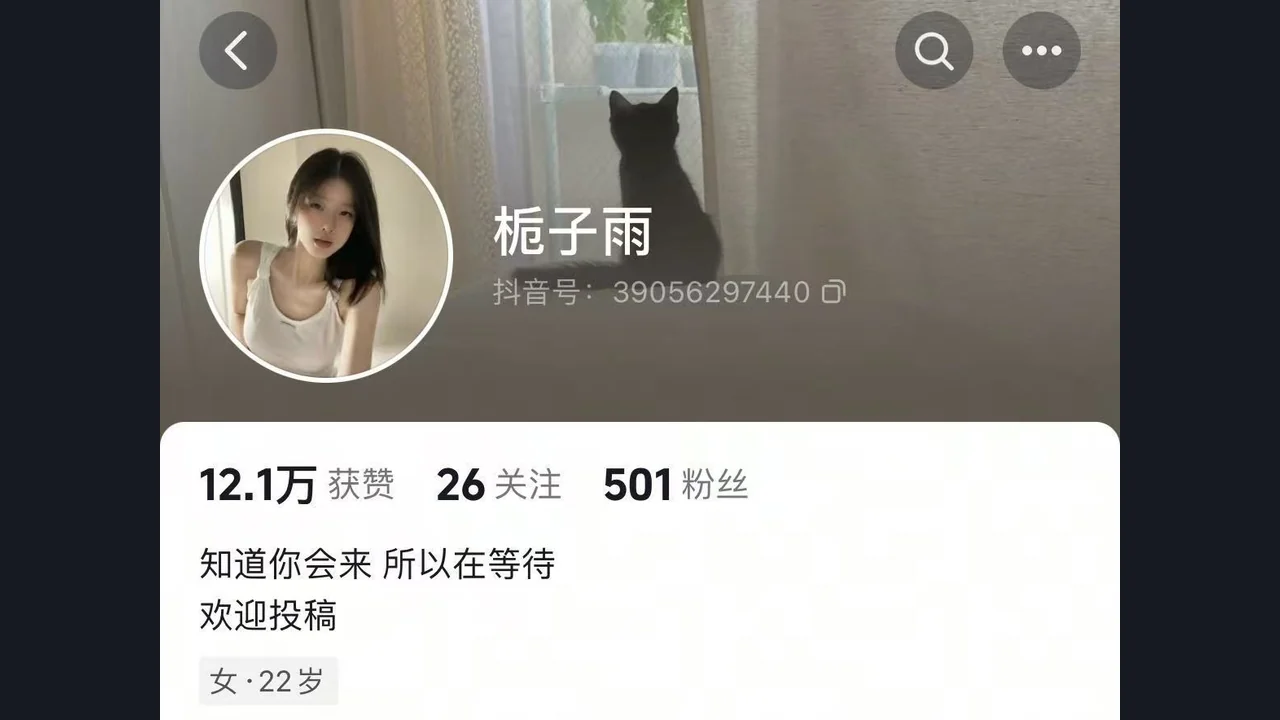 栀子雨
抖音号：39056297440
12.1万 获赞 26 关注 501 粉丝
知道你会来 所以在等待
欢迎投稿
女·22岁